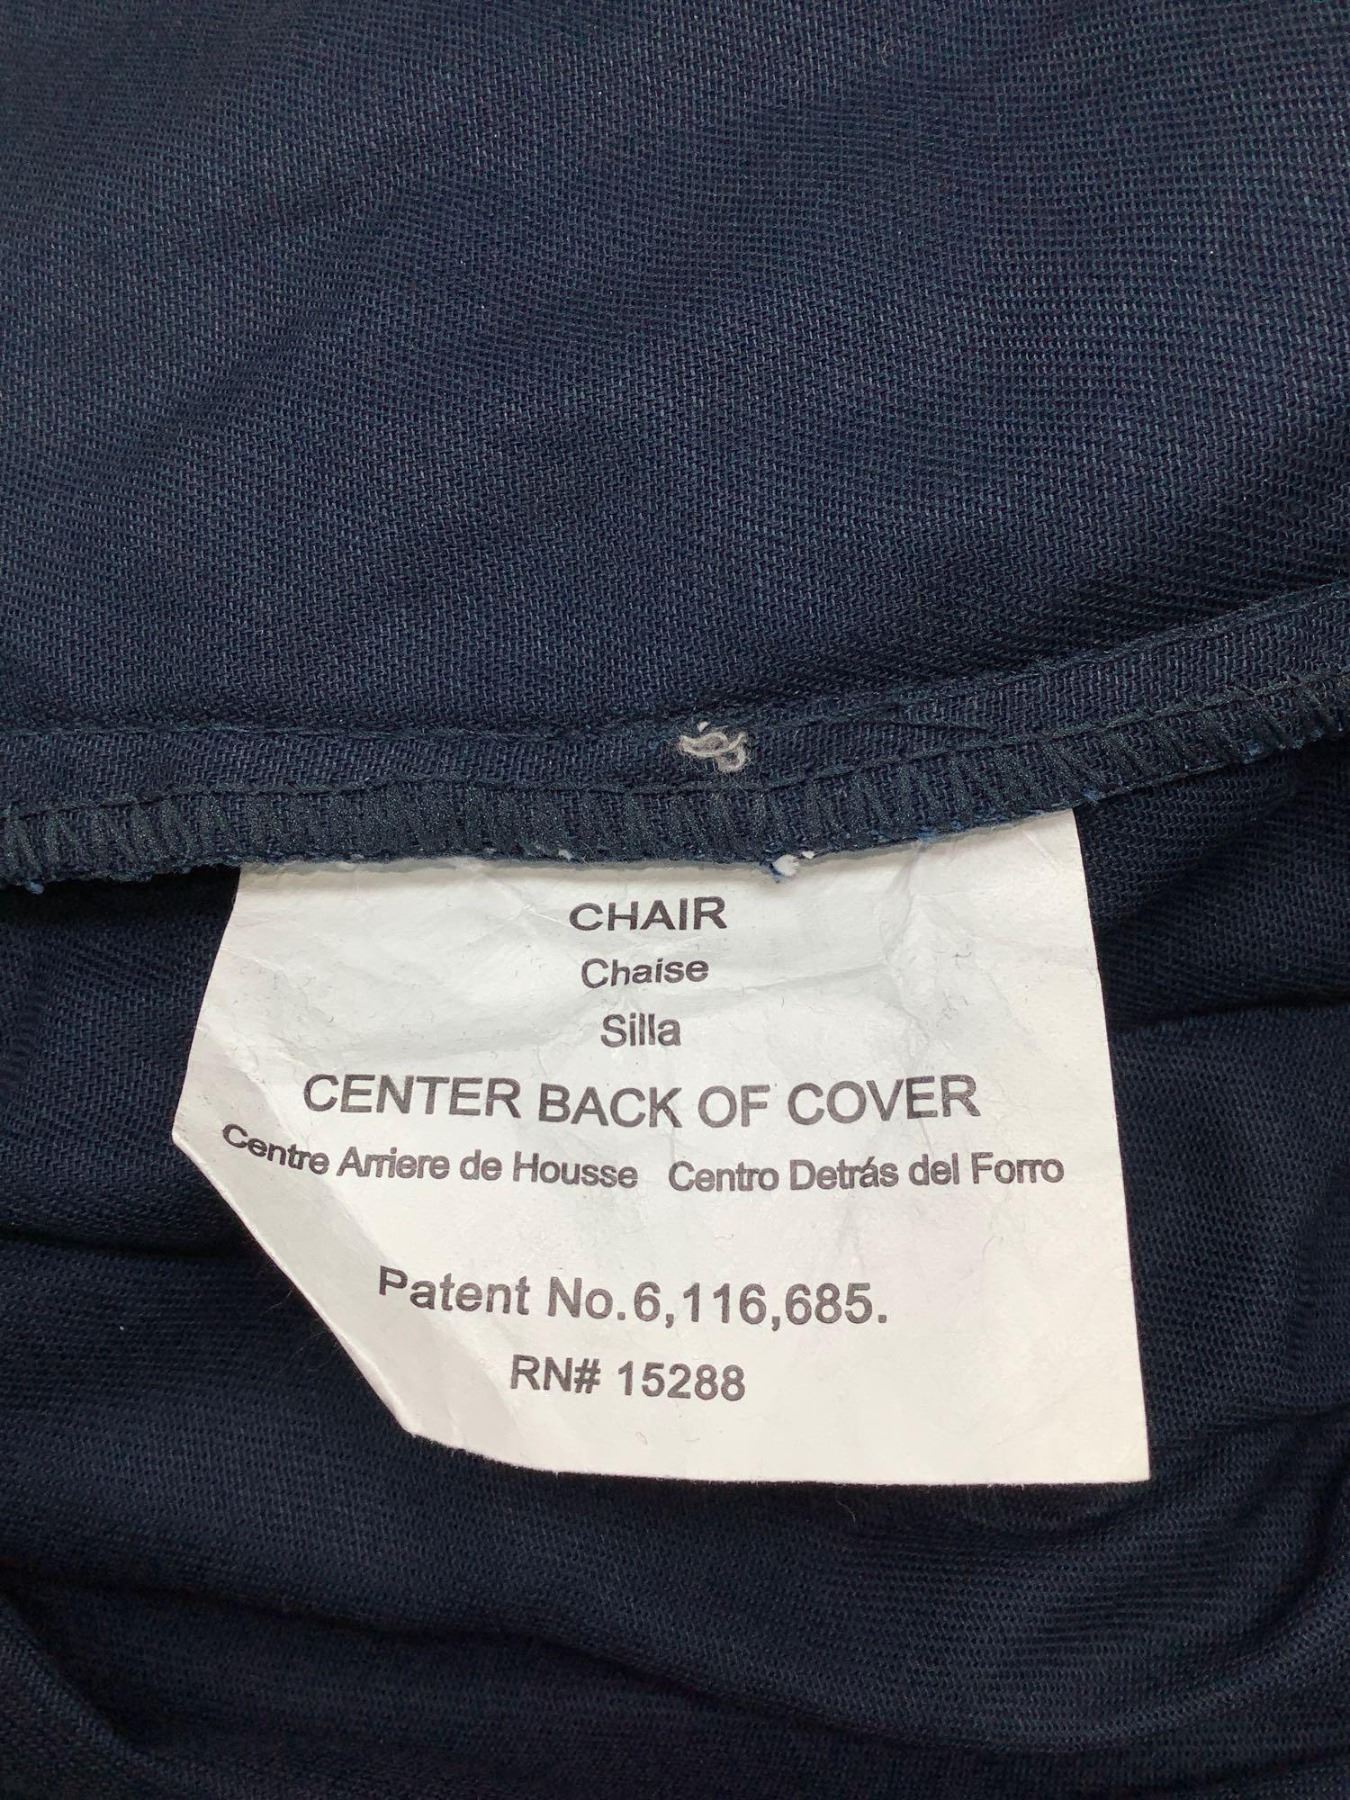 CHAIR
Chaise
Silla
CENTER BACK OF COVER
Centre Arriere de Housse Centro Detrás del Forro
Patent No.6,116,685.
RN# 15288